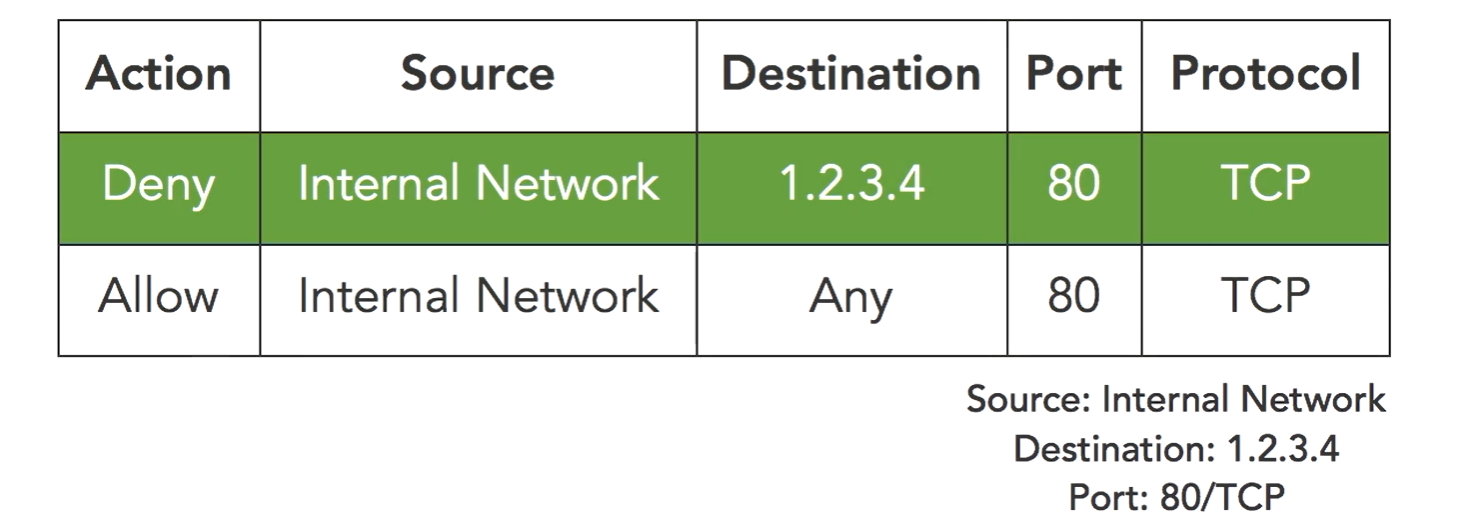 Action Source Destination Port Protocol
Deny Internal Network 1.2.3.4 80 TCP
Allow Internal Network Any 80 TCP
Source: Internal Network
Destination: 1.2.3.4
Port: 80/TCP